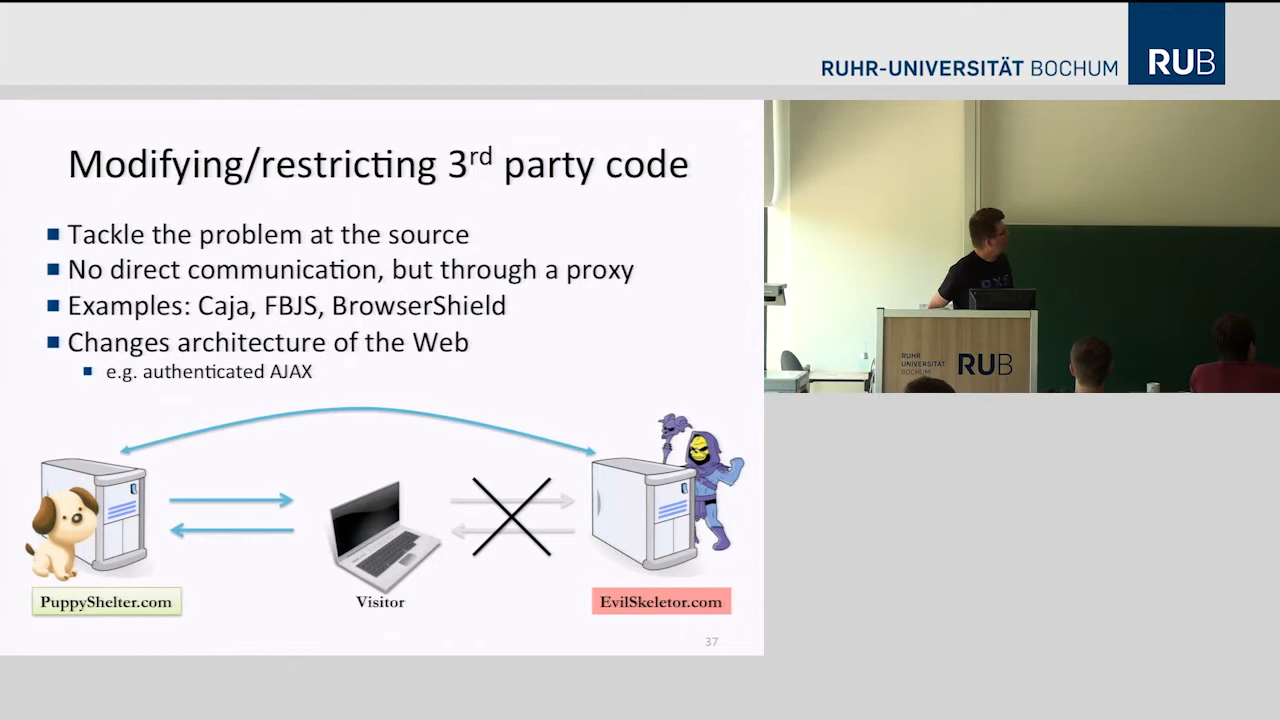 RUHR-UNIVERSITÄT BOCHUM RUB
Modifying/restricting 3rd party code
Tackle the problem at the source
No direct communication, but through a proxy
Examples: Caja, FBJS, BrowserShield
Changes architecture of the Web
e.g. authenticated AJAX
PuppyShelter.com
Visitor
EvilSkeletor.com
37
RUHR
UNIVERSITÄT
BOCHUM
RUB